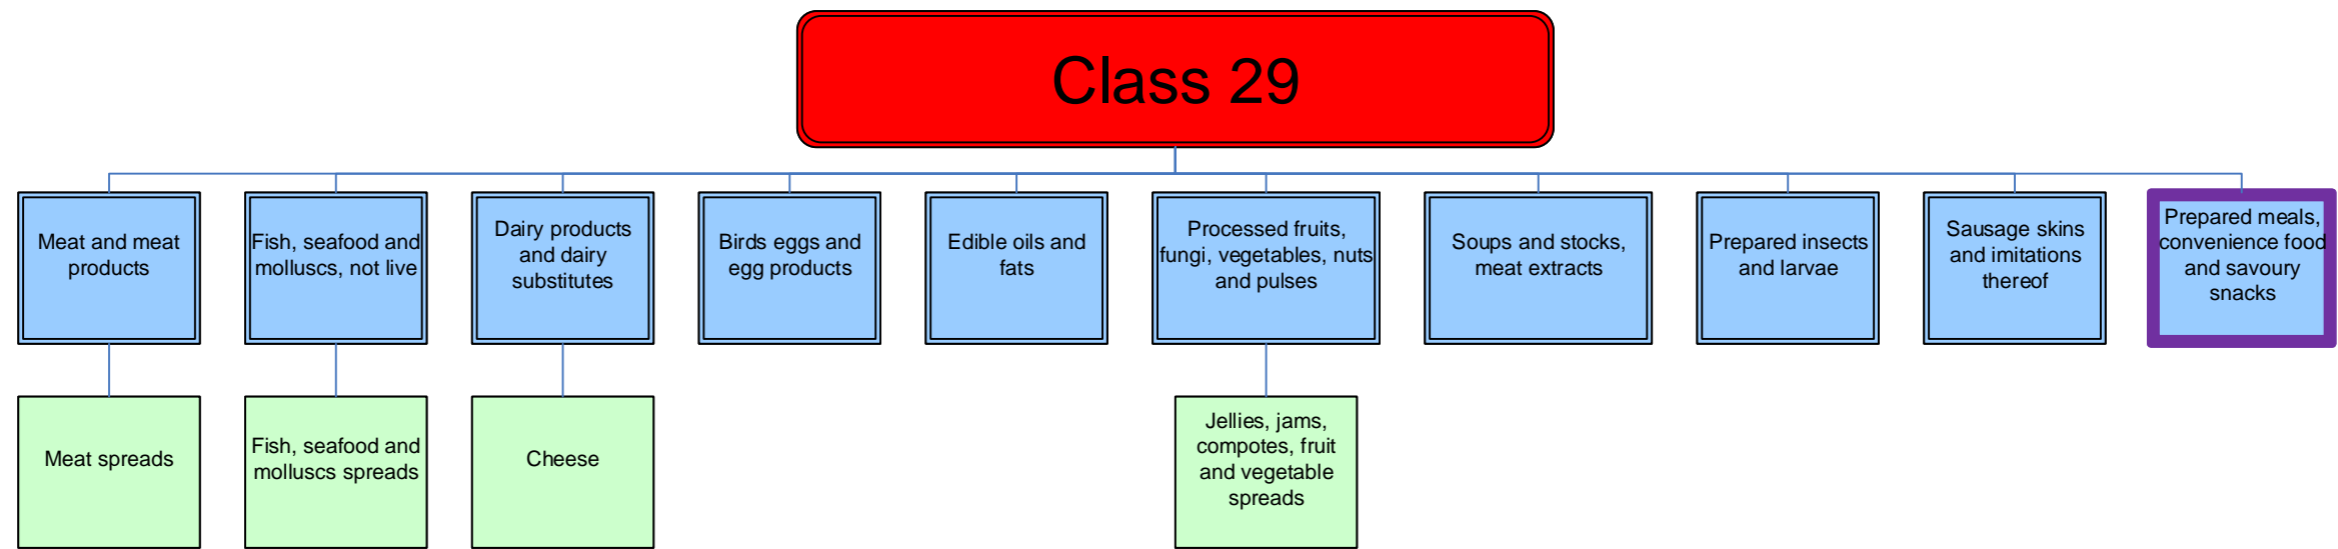 Class 29
Meat and meat
products
Fish, seafood and
molluscs, not live
Dairy products
and dairy
substitutes
Birds eggs and
egg products
Edible oils and
fats
Processed fruits,
fungi, vegetables, nuts
and pulses
Soups and stocks,
meat extracts
Prepared insects
and larvae
Sausage skins
and imitations
thereof
Prepared meals,
convenience food
and savoury
snacks
Meat spreads
Fish, seafood and
molluscs spreads
Cheese
Jellies, jams,
compotes, fruit
and vegetable
spreads